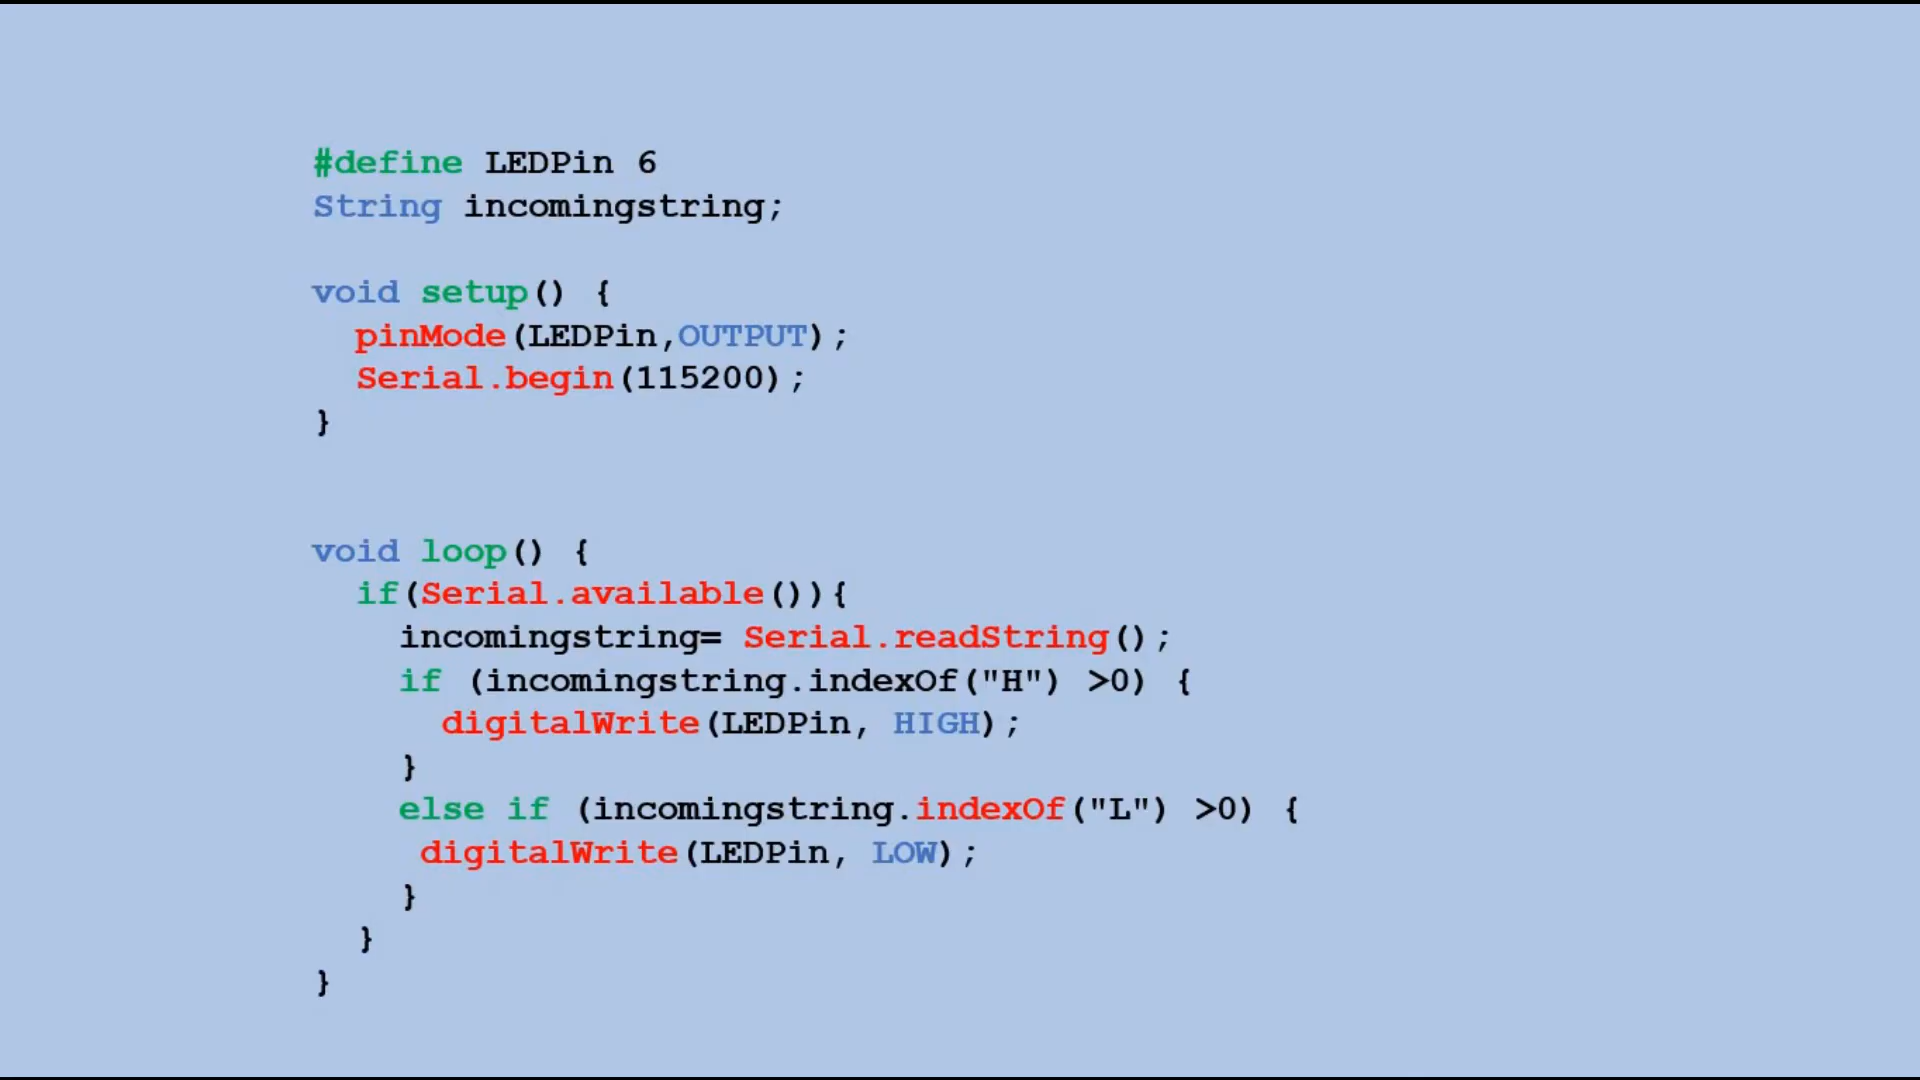 #define LEDPin 6
String incomingstring;
void setup() {
pinMode(LEDPin,OUTPUT);
Serial.begin(115200);
}
void loop() {
if(Serial.available()){
incomingstring= Serial.readString();
if (incomingstring.indexOf("H") >0) {
digitalWrite(LEDPin, HIGH);
}
else if (incomingstring.indexOf("L") >0) {
digitalWrite(LEDPin, LOW);
}
}
}